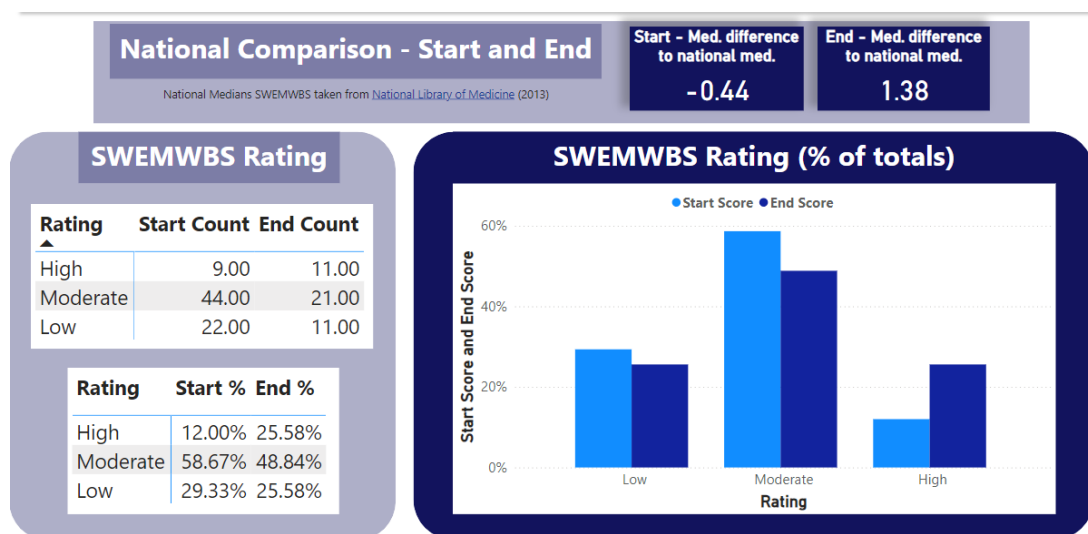 National Comparison - Start and End
National Medians SWEMWBS taken from National Library of Medicine (2013)
Start - Med. difference
to national med.
-0.44
End - Med. difference
to national med.
1.38
SWEMWBS Rating
Rating Start Count End Count
High 9.00 11.00
Moderate 44.00 21.00
Low 22.00 11.00
Rating Start % End %
High 12.00% 25.58%
Moderate 58.67% 48.84%
Low 29.33% 25.58%
SWEMWBS Rating (% of totals)
Start Score End Score
Start Score and End Score
60%
40%
20%
0%
Low Moderate High
Rating